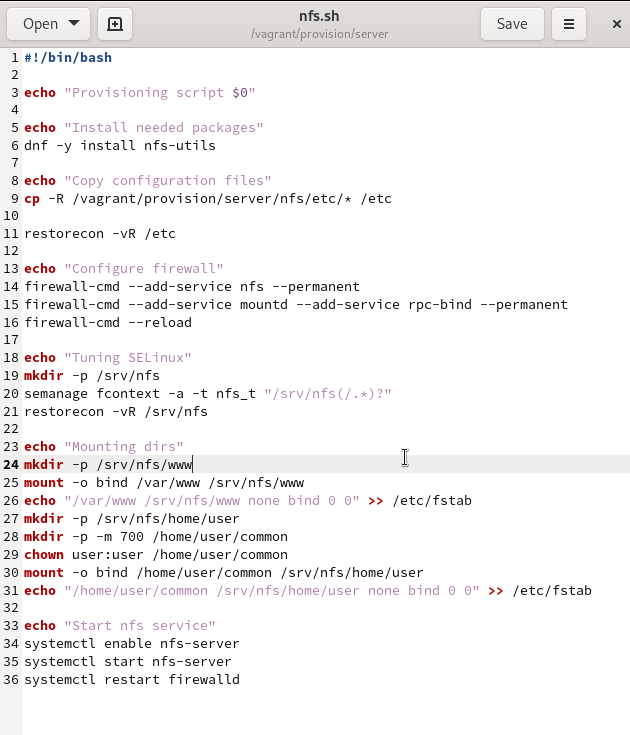 Open
nfs.sh
/vagrant/provision/server
Save
1 #!/bin/bash
2
3 echo "Provisioning script $0"
4
5 echo "Install needed packages"
6 dnf -y install nfs-utils
7
8 echo "Copy configuration files"
9 cp -R /vagrant/provision/server/nfs/etc/* /etc
10
11 restorecon -vR /etc
12
13 echo "Configure firewall"
14 firewall-cmd --add-service nfs --permanent
15 firewall-cmd --add-service mountd --add-service rpc-bind --permanent
16 firewall-cmd --reload
17
18 echo "Tuning SELinux"
19 mkdir -p /srv/nfs
20 semanage fcontext -a -t nfs_t "/srv/nfs(/.*)?"
21 restorecon -vR /srv/nfs
22
23 echo "Mounting dirs"
24 mkdir -p /srv/nfs/www
25 mount -o bind /var/www /srv/nfs/www
26 echo "/var/www /srv/nfs/www none bind 0 0" >> /etc/fstab
27 mkdir -p /srv/nfs/home/user
28 mkdir -p -m 700 /home/user/common
29 chown user:user /home/user/common
30 mount -o bind /home/user/common /srv/nfs/home/user
31 echo "/home/user/common /srv/nfs/home/user none bind 0 0" >> /etc/fstab
32
33 echo "Start nfs service"
34 systemctl enable nfs-server
35 systemctl start nfs-server
36 systemctl restart firewalld